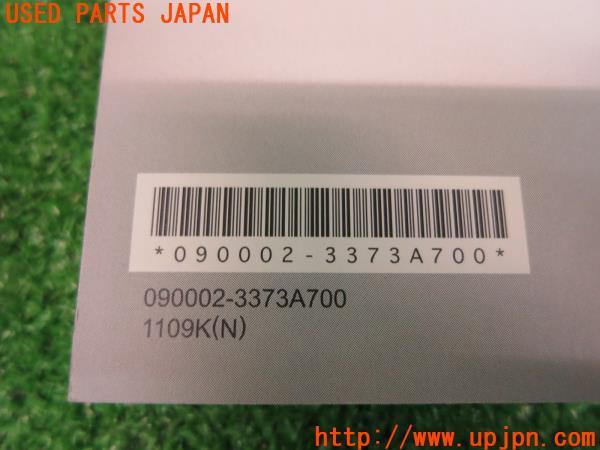 USED PARTS JAPAN
*090002-3373A700*
090002-3373A700
1109K(N)
http://www.upjpn.com/